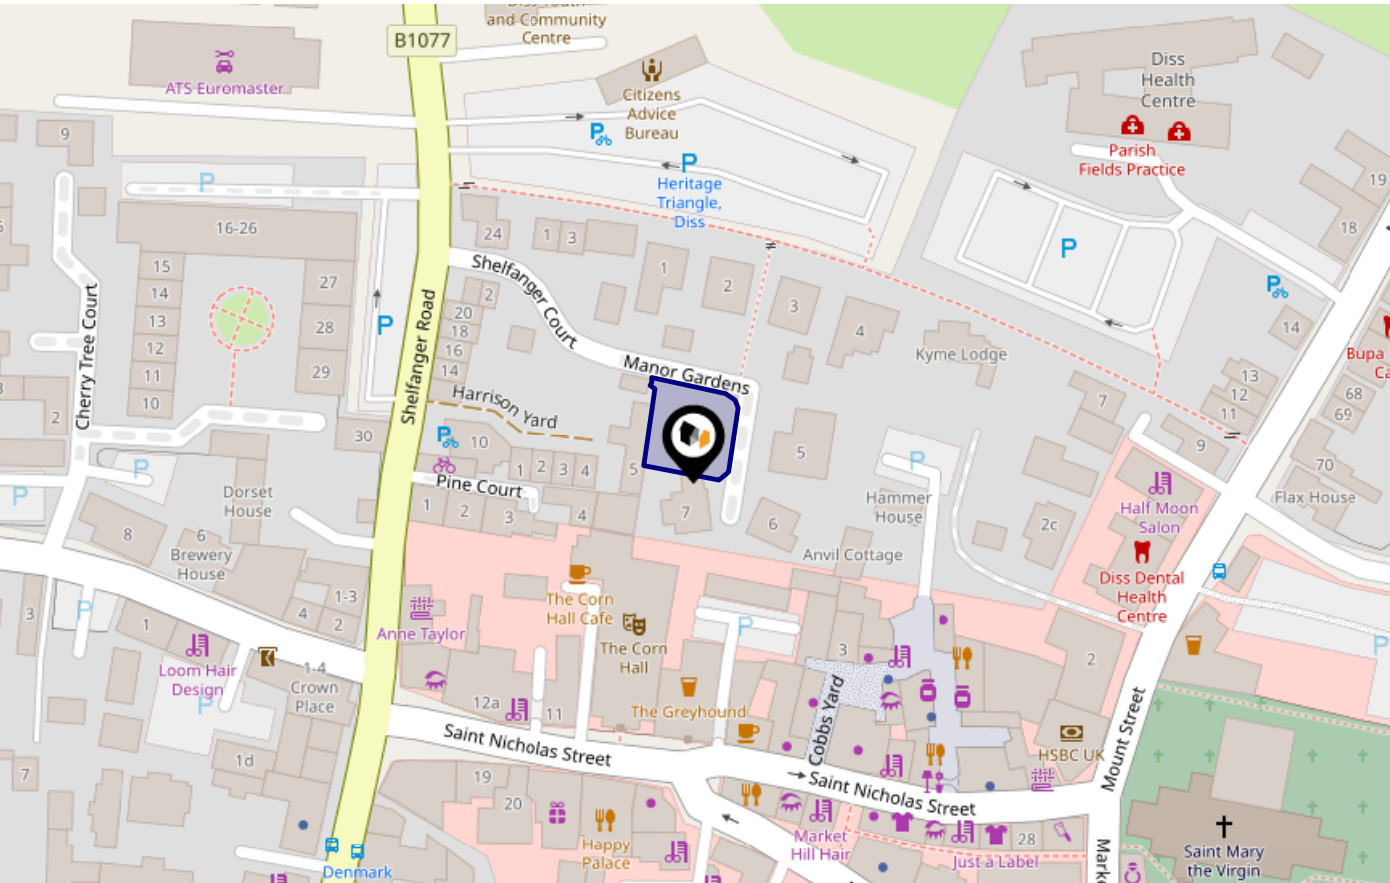 Diss Youth
and Community
Centre
B1077
ATS Euromaster
Citizens
Advice
Bureau
Diss
Health
Centre
Parish
Fields Practice
P
P
P
Heritage
Triangle,
Diss
9
19
18
16-26
24
1
3
1
2
3
4
P
P
15
14
13
12
11
10
27
28
29
30
2
20
18
16
14
P
Shelfanger Court
Shelfanger Road
Cherry Tree Court
Manor Gardens
Harrison Yard
Kyme Lodge
14
13
12
11
Bupa
68
69
70
7
9
2
P
10
1
2
3
4
5
5
P
P
P
Pine Court
1
2
3
4
7
6
Dorset
House
Hammer
House
2c
Half Moon
Salon
Flax House
8
6
Brewery
House
Anvil Cottage
Diss Dental
Health
Centre
3
P
1
1-3
4
2
Anne Taylor
The Corn
Hall Cafe
The Corn
Hall
P
3
2
P
Loom Hair
Design
P
1-4
Crown
Place
12a
11
The Greyhound
Cobbs Yard
HSBC UK
Mount Street
Saint Nicholas Street
Saint Nicholas Street
7
1d
19
20
Happy
Palace
Market
Hill Hair
28
Just a Label
Saint Mary
the Virgin
Denmark